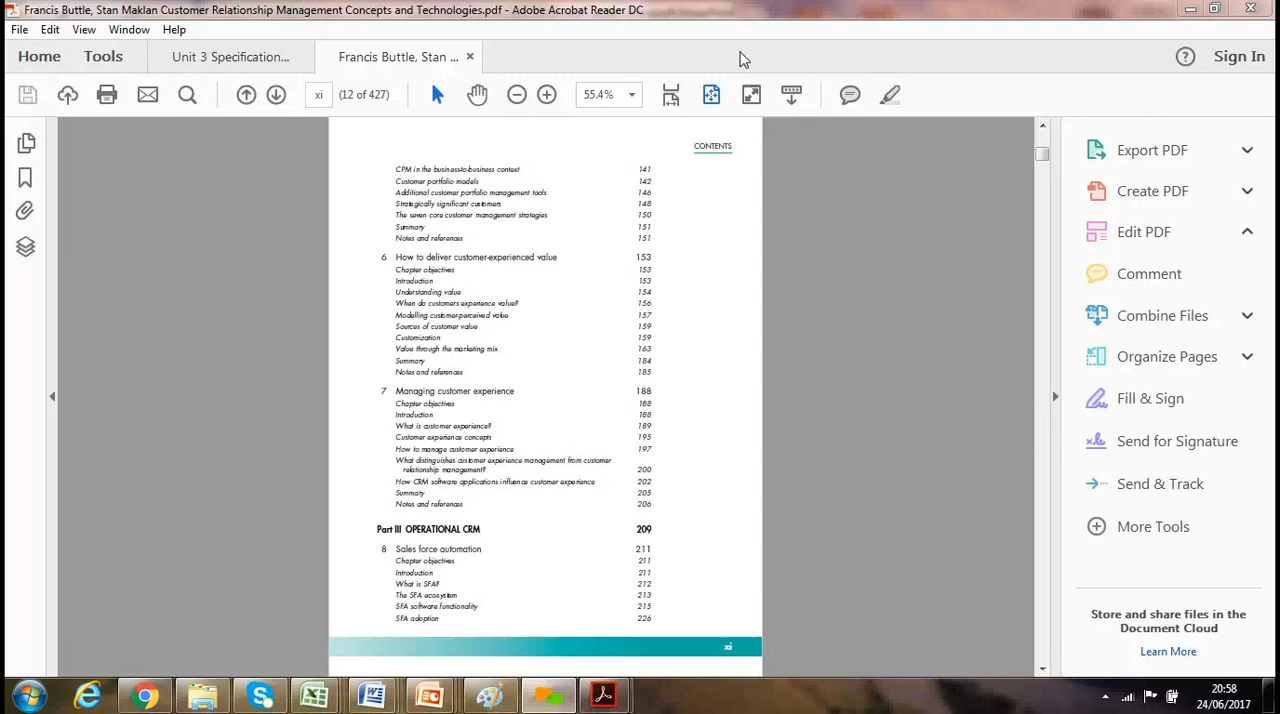 Francis Buttle, Stan Maklan Customer Relationship Management Concepts and Technologies.pdf - Adobe Acrobat Reader DC
File Edit View Window Help
Home Tools Unit 3 Specification... Francis Buttle, Stan ... × ? Sign In
xi (12 of 427) 55.4%
CONTENTS
CPM in the business-to-business context 141
Customer portfolio models 142
Additional customer portfolio management tools 146
Strategically significant customers 148
The seven core customer management strategies 150
Summary 151
Notes and references 151
6 How to deliver customer-experienced value 153
Chapter objectives 153
Introduction 153
Understanding value 154
When do customers experience value? 156
Modelling customer-perceived value 157
Sources of customer value 159
Customization 159
Value through the marketing mix 163
Summary 184
Notes and references 185
7 Managing customer experience 188
Chapter objectives 188
Introduction 188
What is customer experience? 189
Customer experience concepts 195
How to manage customer experience 197
What distinguishes customer experience management from customer
relationship management? 200
How CRM software applications influence customer experience 202
Summary 205
Notes and references 206
Part III OPERATIONAL CRM 209
8 Sales force automation 211
Chapter objectives 211
Introduction 211
What is SFA? 212
The SFA ecosystem 213
SFA software functionality 215
SFA adoption 226
xi
Export PDF
Create PDF
Edit PDF
Comment
Combine Files
Organize Pages
Fill & Sign
Send for Signature
Send & Track
More Tools
Store and share files in the
Document Cloud
Learn More
20:58
24/06/2017